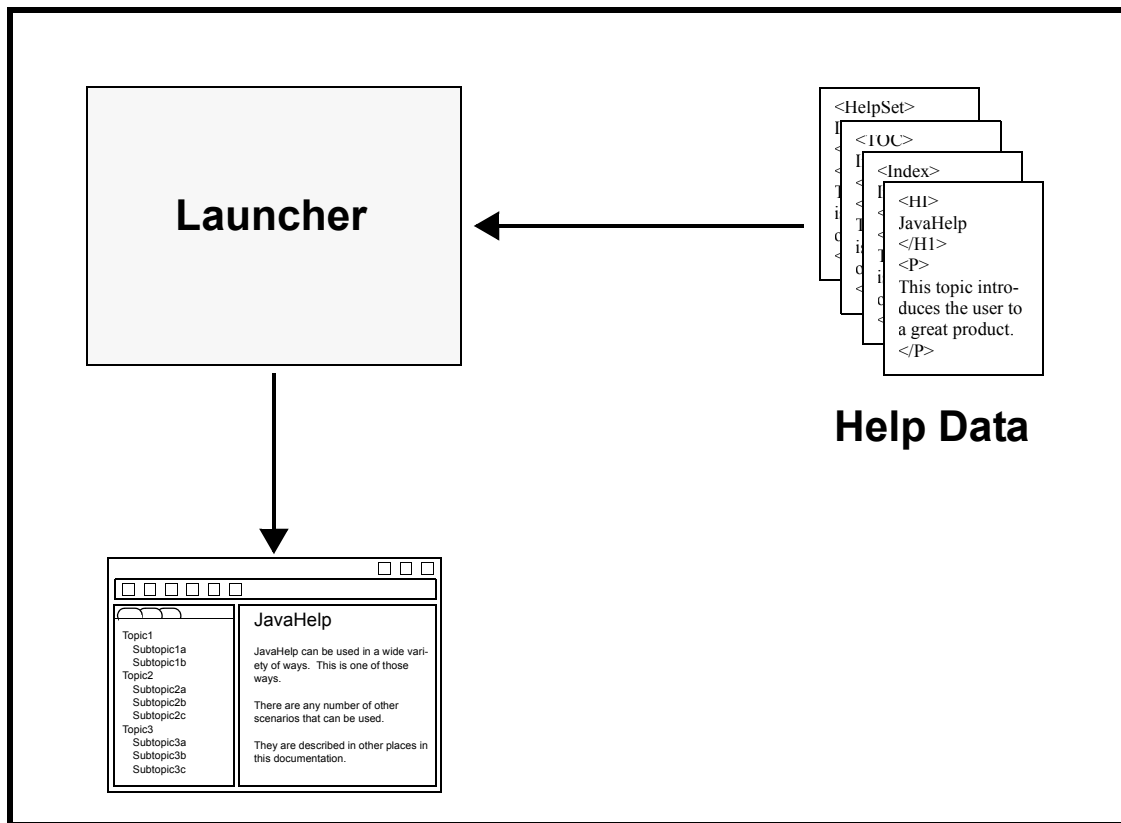 Launcher
<HelpSet>
<TOC>
<Index>
<H1>
JavaHelp
</H1>
<P>
This topic intro-
duces the user to
a great product.
</P>
Help Data
JavaHelp
JavaHelp can be used in a wide vari-
ety of ways. This is one of those
ways.
There are any number of other
scenarios that can be used.
They are described in other places in
this documentation.
Topic1
Subtopic1a
Subtopic1b
Topic2
Subtopic2a
Subtopic2b
Subtopic2c
Topic3
Subtopic3a
Subtopic3b
Subtopic3c